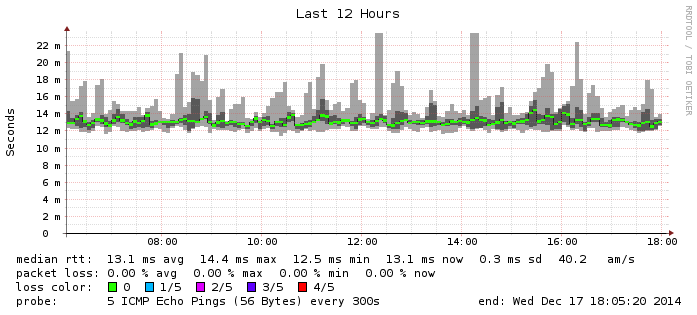 Last 12 Hours
RRDTOOL / TOBI OETIKER
Seconds
22 m
20 m
18 m
16 m
14 m
12 m
10 m
8 m
6 m
4 m
2 m
0
08:00 10:00 12:00 14:00 16:00 18:00
median rtt: 13.1 ms avg 14.4 ms max 12.5 ms min 13.1 ms now 0.3 ms sd 40.2 am/s
packet loss: 0.00 % avg 0.00 % max 0.00 % min 0.00 % now
loss color: 0 1/5 2/5 3/5 4/5
probe: 5 ICMP Echo Pings (56 Bytes) every 300s end: Wed Dec 17 18:05:20 2014